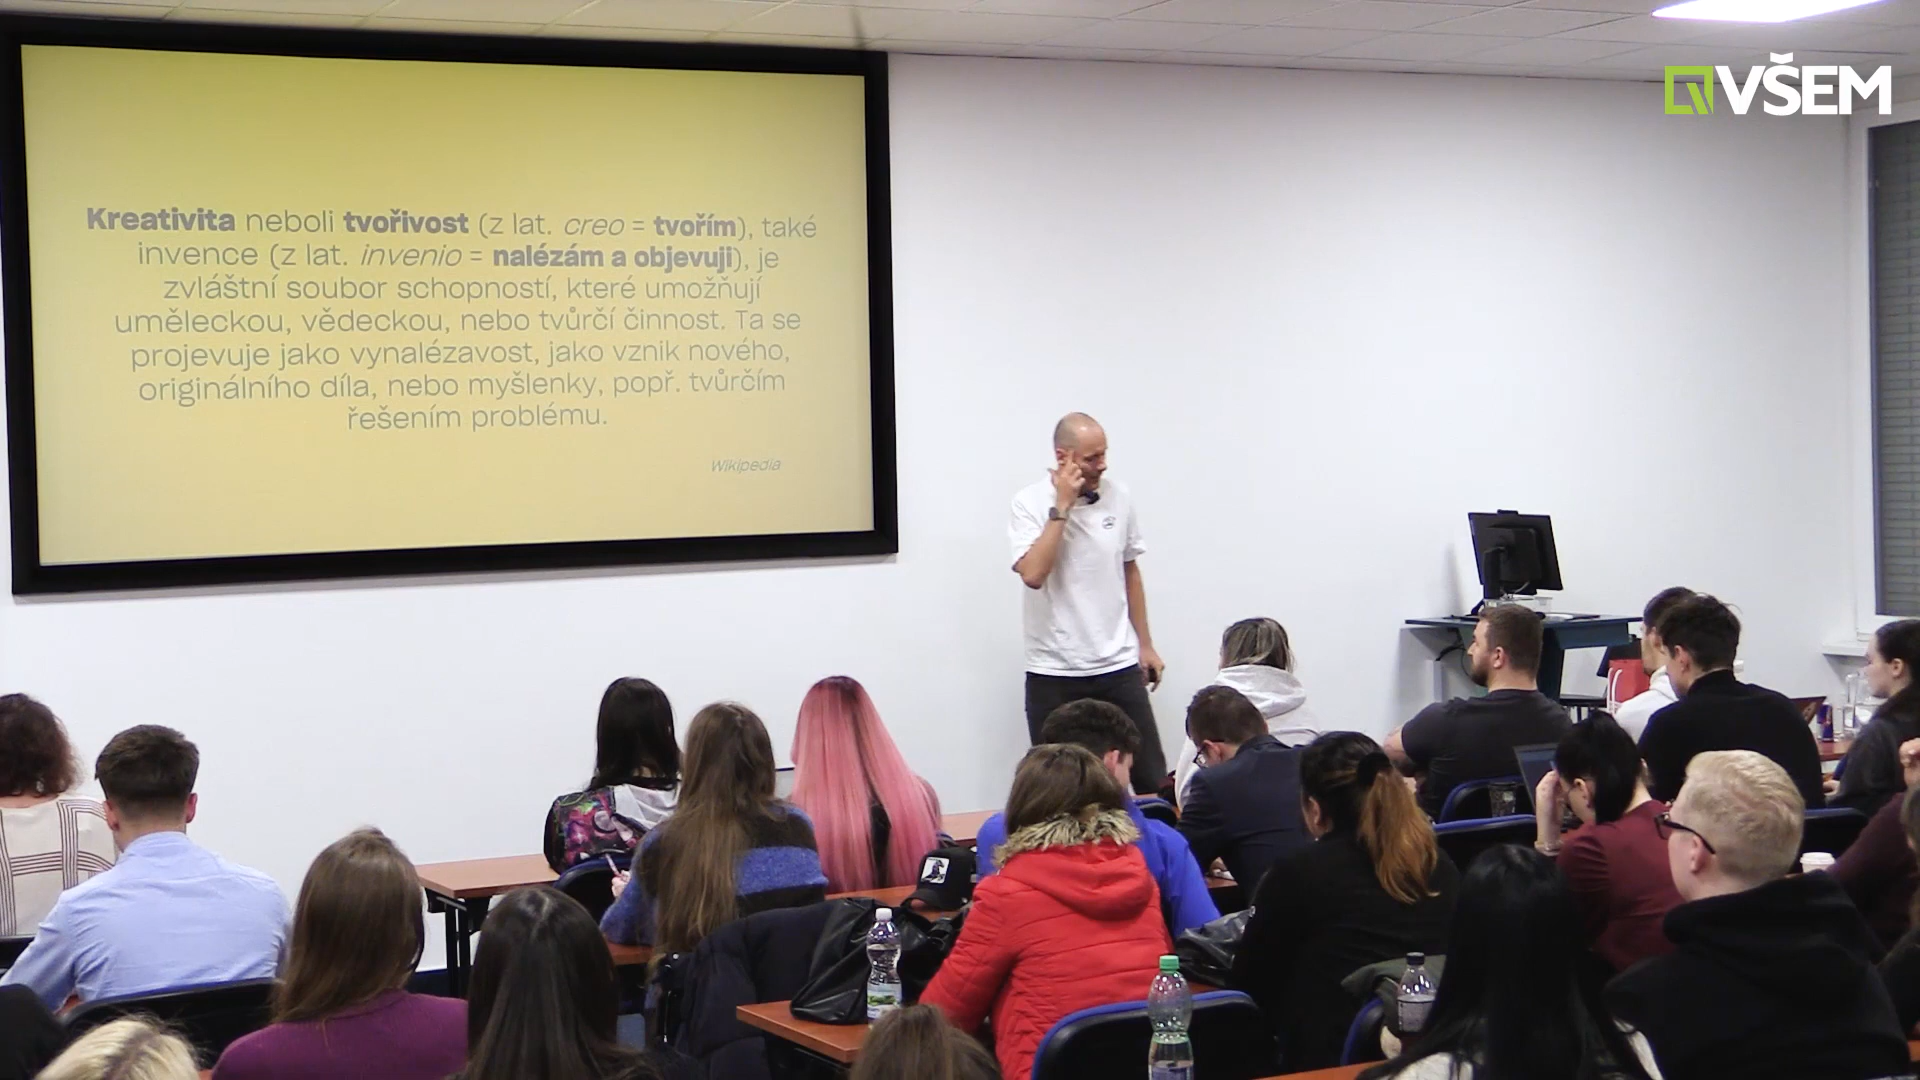 VŠEM
Kreativita neboli tvořivost (z lat. creo = tvořím), také
invence (z lat. invenio = nalézám a objevuji), je
zvláštní soubor schopností, které umožňují
uměleckou, vědeckou, nebo tvůrčí činnost. Ta se
projevuje jako vynalézavost, jako vznik nového,
originálního díla, nebo myšlenky, popř. tvůrčím
řešením problému.
Wikipedia